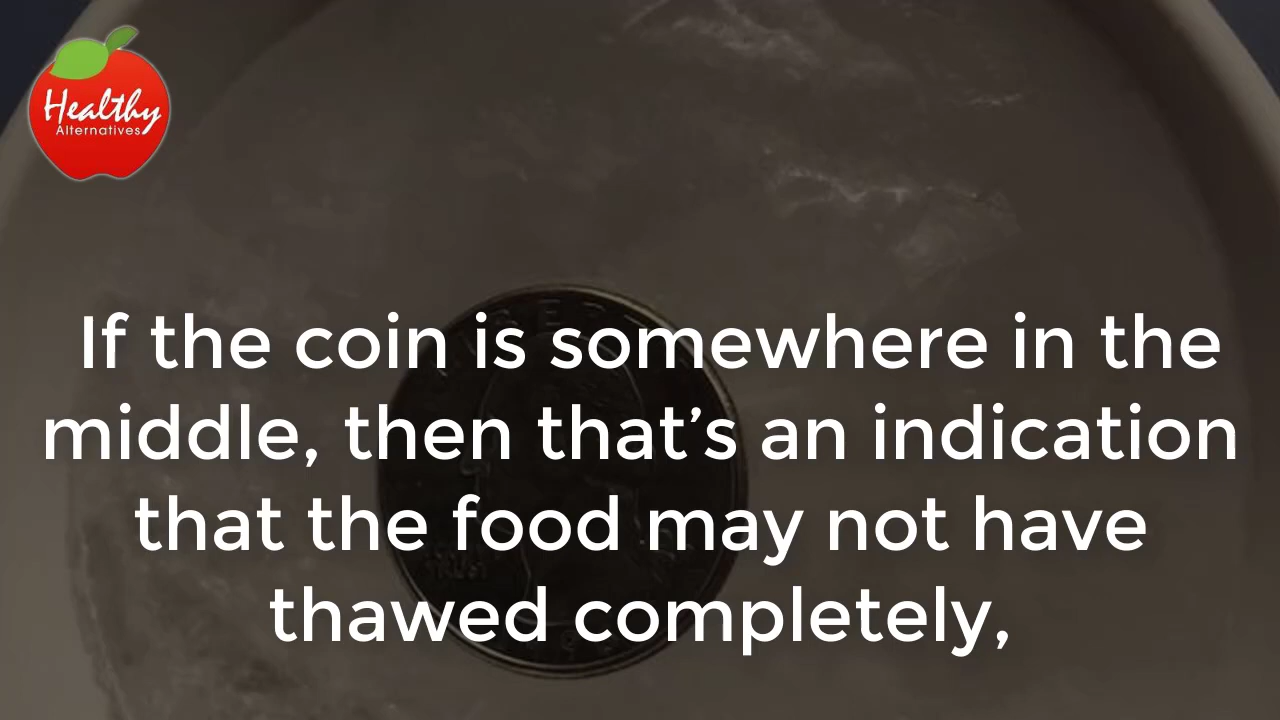 Healthy
Alternatives
If the coin is somewhere in the
middle, then that’s an indication
that the food may not have
thawed completely,